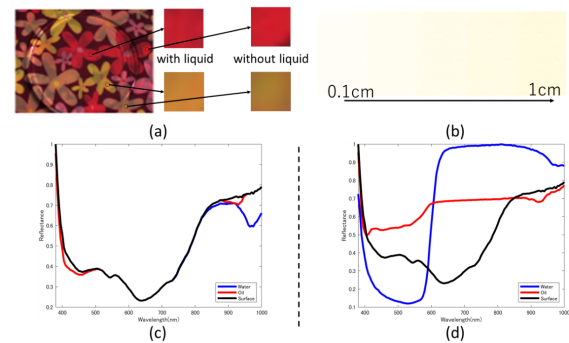 with liquid
without liquid
(a)
0.1cm
1cm
(b)
1
0.9
0.8
0.7
0.6
0.5
0.4
0.3
0.2
Reflectance
400 500 600 700 800 900 1000
Wavelength(nm)
Water
Oil
Surface
(c)
1
0.9
0.8
0.7
0.6
0.5
0.4
0.3
0.2
0.1
Reflectance
400 500 600 700 800 900 1000
Wavelength(nm)
Water
Oil
Surface
(d)